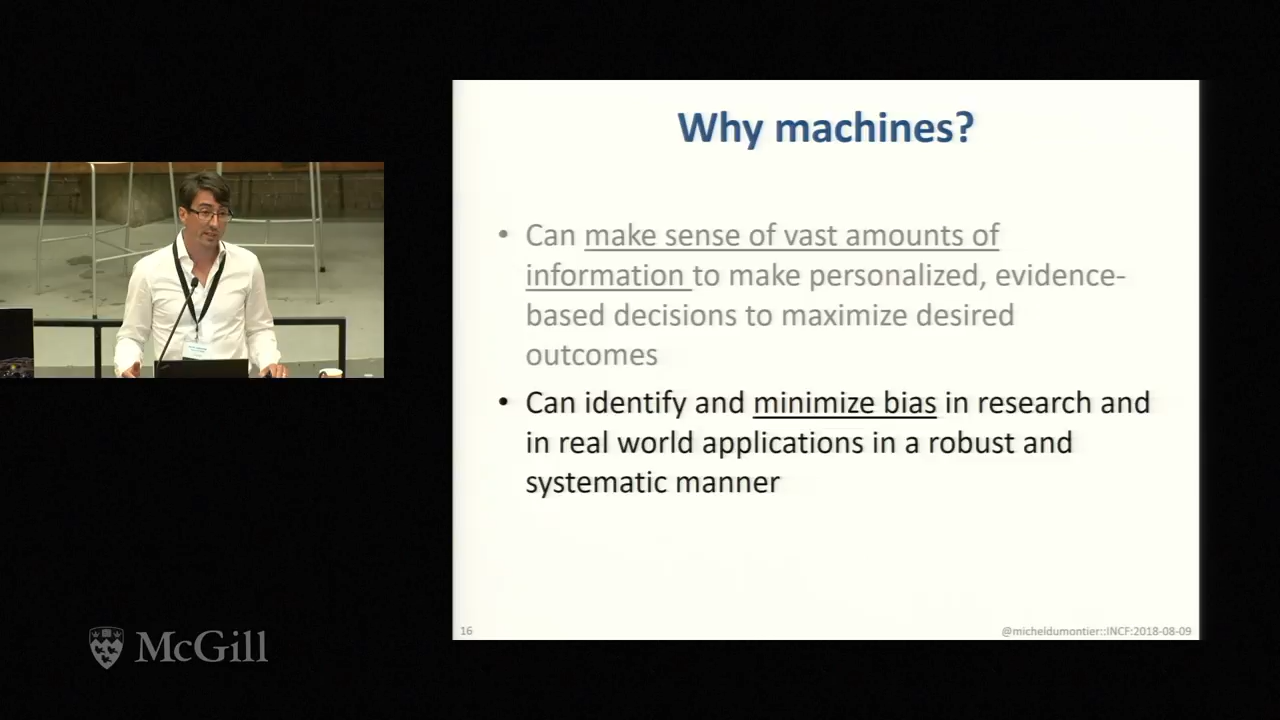 Why machines?
• Can make sense of vast amounts of
information to make personalized, evidence-
based decisions to maximize desired
outcomes
• Can identify and minimize bias in research and
in real world applications in a robust and
systematic manner
16
@micheldumontier::INCF:2018-08-09
McGill